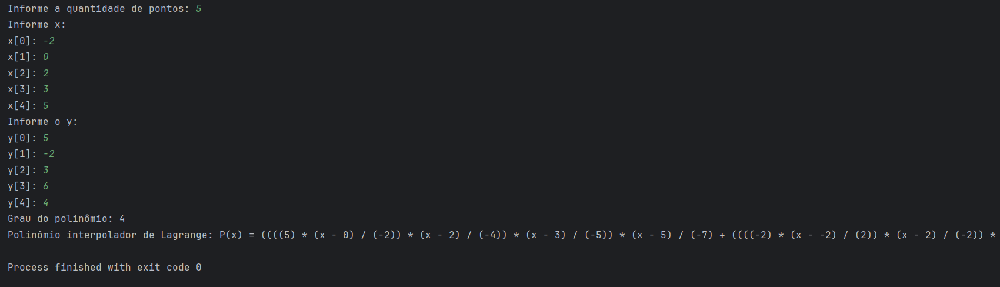 Informe a quantidade de pontos: 5
Informe x:
x[0]: -2
x[1]: 0
x[2]: 2
x[3]: 3
x[4]: 5
Informe o y:
y[0]: 5
y[1]: -2
y[2]: 3
y[3]: 6
y[4]: 4
Grau do polinômio: 4
Polinômio interpolador de Lagrange: P(x) = ((((5) * (x - 0) / (-2)) * (x - 2) / (-4)) * (x - 3) / (-5)) * (x - 5) / (-7) + ((((-2) * (x - -2) / (2)) * (x - 2) / (-2)) *
Process finished with exit code 0